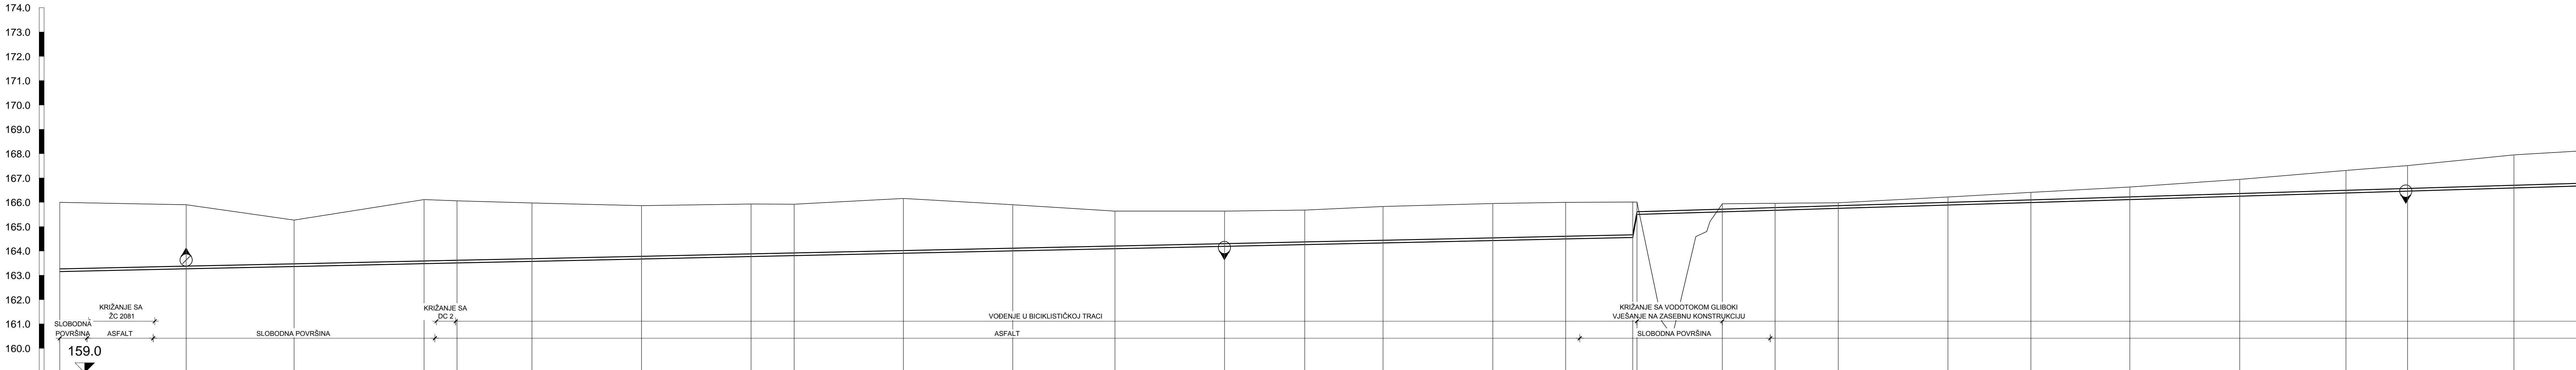 174.0
173.0
172.0
171.0
170.0
169.0
168.0
167.0
166.0
165.0
164.0
163.0
162.0
161.0
160.0
159.0
SLOBODNA
POVRŠINA
KRIŽANJE SA
ŽC 2081
ASFALT
SLOBODNA POVRŠINA
KRIŽANJE SA
DC 2
VOĐENJE U BICIKLISTIČKOJ TRACI
ASFALT
KRIŽANJE SA VODOTOKOM GLIBOKI
VJEŠANJE NA ZASEBNU KONSTRUKCIJU
SLOBODNA POVRŠINA